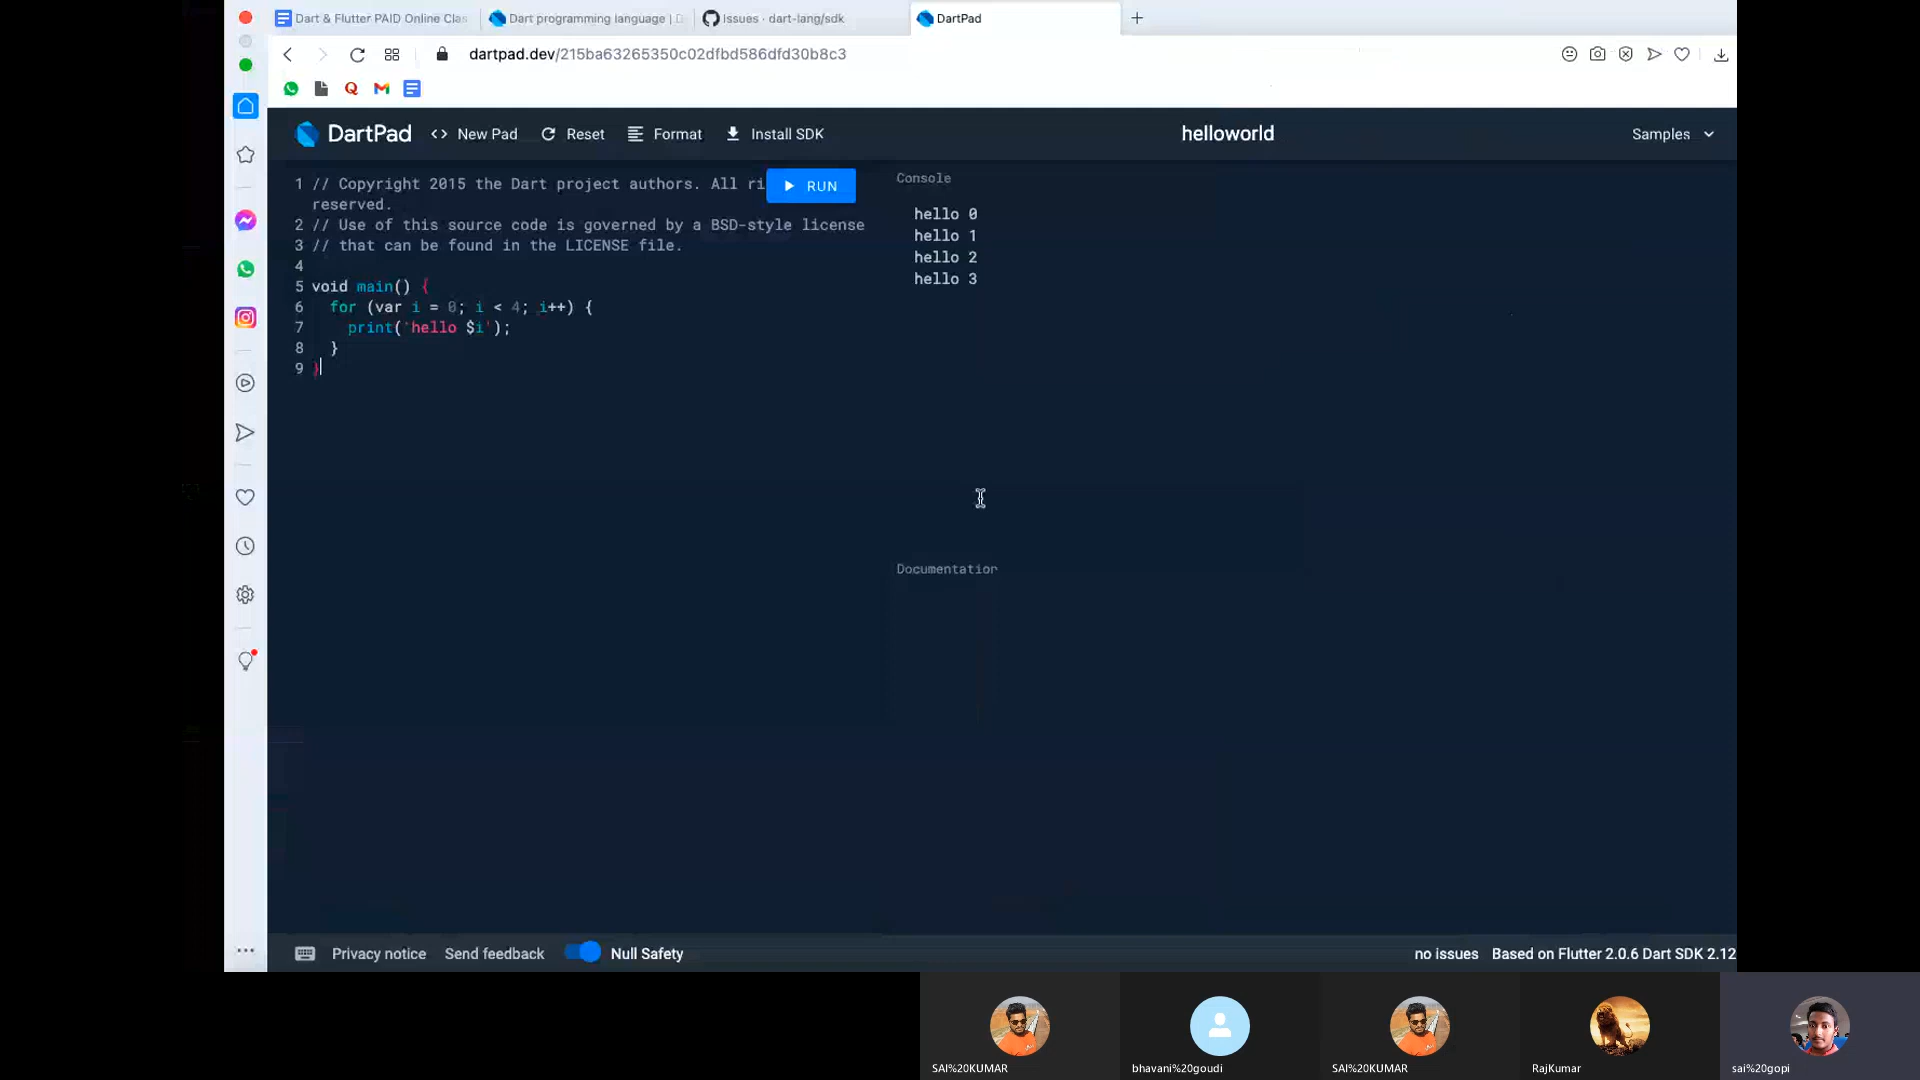 Dart & Flutter PAID Online Clas
Dart programming language | D
Issues · dart-lang/sdk
DartPad
dartpad.dev/215ba63265350c02dfbd586dfd30b8c3
DartPad
<> New Pad
Reset
Format
Install SDK
helloworld
Samples
1 // Copyright 2015 the Dart project authors. All ri
reserved.
2 // Use of this source code is governed by a BSD-style license
3 // that can be found in the LICENSE file.
4
5 void main() {
6 for (var i = 0; i < 4; i++) {
7 print('hello $i');
8 }
9 }
RUN
Console
hello 0
hello 1
hello 2
hello 3
Documentation
Privacy notice
Send feedback
Null Safety
no issues
Based on Flutter 2.0.6 Dart SDK 2.12
SAI%20KUMAR
bhavani%20goudi
SAI%20KUMAR
RajKumar
sai%20gopi